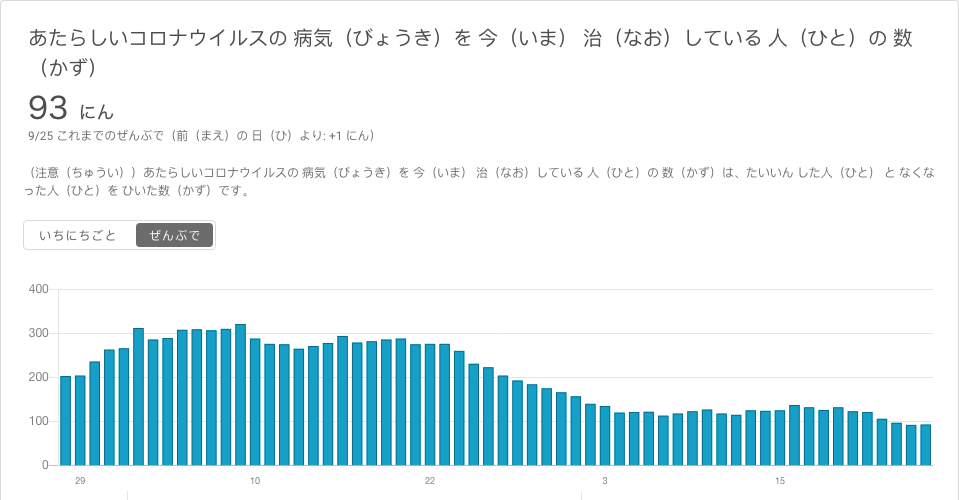 あたらしいコロナウイルスの 病気（びょうき）を 今（いま） 治（なお）している 人（ひと）の 数
（かず）
93 にん
9/25 これまでのぜんぶで（前（まえ）の 日（ひ）より: +1 にん）
（注意（ちゅうい））あたらしいコロナウイルスの 病気（びょうき）を 今（いま） 治（なお）している 人（ひと）の 数（かず）は、たいいん した人（ひと） と なくな
った人（ひと）を ひいた数（かず）です。
いちにちごと ぜんぶで
400
300
200
100
0
29 10 22 3 15